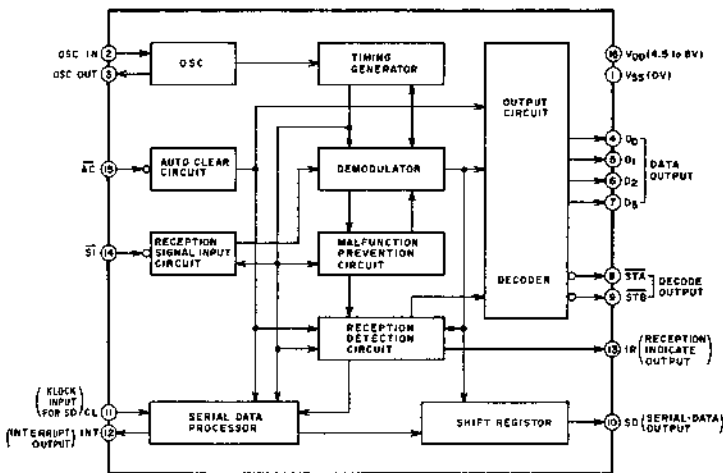 OSC IN 2
OSC OUT 3
OSC
TIMING
GENERATOR
OUTPUT
CIRCUIT
16 VDD (4.5 to 8V)
1 VSS (0V)
AC 15
AUTO CLEAR
CIRCUIT
DEMODULATOR
4 D0
5 D1
6 D2
7 D3
DATA
OUTPUT
SI 14
RECEPTION
SIGNAL INPUT
CIRCUIT
MALFUNCTION
PREVENTION
CIRCUIT
DECODER
8 STA
9 STB
DECODE
OUTPUT
RECEPTION
DETECTION
CIRCUIT
13 IR (RECEPTION
INDICATE
OUTPUT)
(KLOCK
INPUT
FOR SD) CL 11
(INTERRUPT
OUTPUT) INT 12
SERIAL DATA
PROCESSOR
SHIFT REGISTOR
10 SD (SERIAL-DATA
OUTPUT)